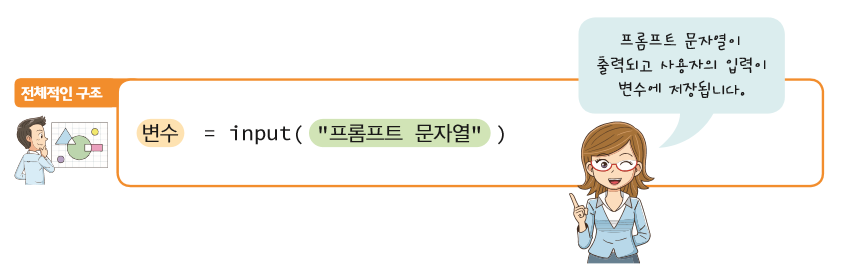 프롬프트 문자열이
출력되고 사용자의 입력이
변수에 저장됩니다.
전체적인 구조
변수 = input( "프롬프트 문자열" )